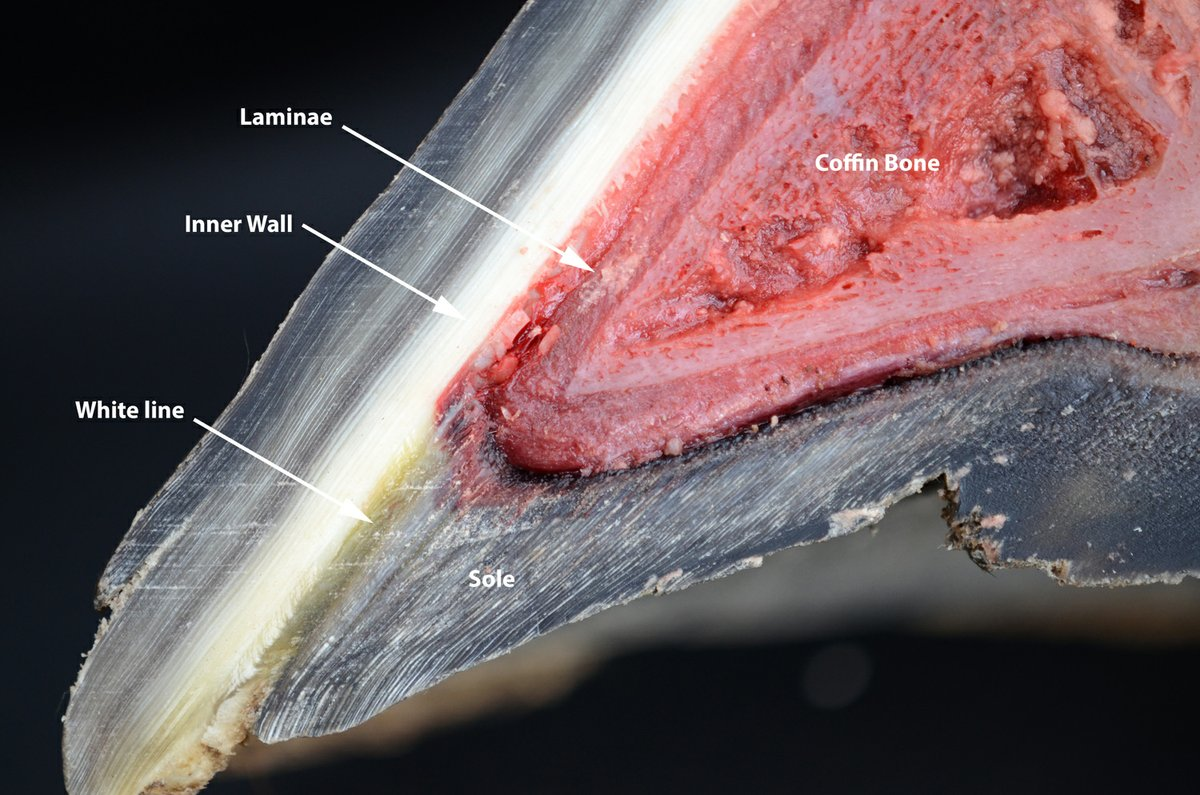 Laminae
Coffin Bone
Inner Wall
White line
Sole